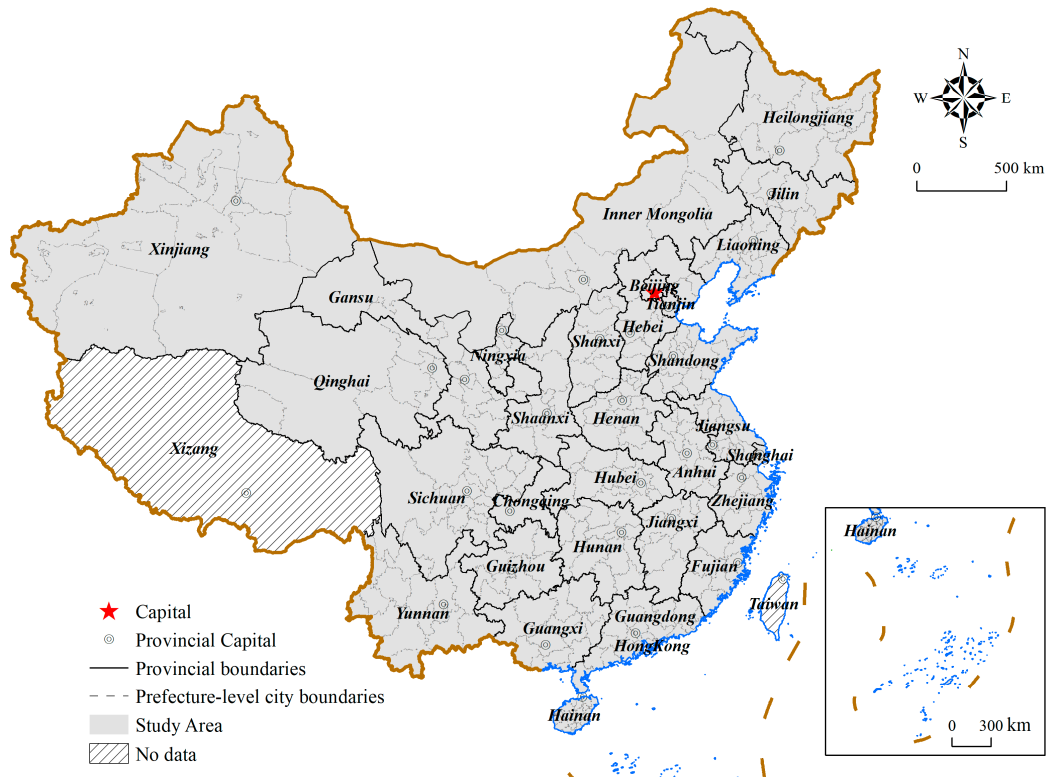 N
W E
S
0 500 km
Heilongjiang
Jilin
Inner Mongolia
Liaoning
Xinjiang
Beijing
Gansu
Tianjin
Hebei
Shanxi
Ningxia
Shandong
Qinghai
Shaanxi
Henan
Jiangsu
Xizang
Shanghai
Anhui
Hubei
Sichuan
Chongqing
Zhejiang
Jiangxi
Hunan
Guizhou
Fujian
Taiwan
Yunnan
Guangdong
Guangxi
HongKong
Hainan
Hainan
0 300 km
Capital
Provincial Capital
Provincial boundaries
Prefecture-level city boundaries
Study Area
No data